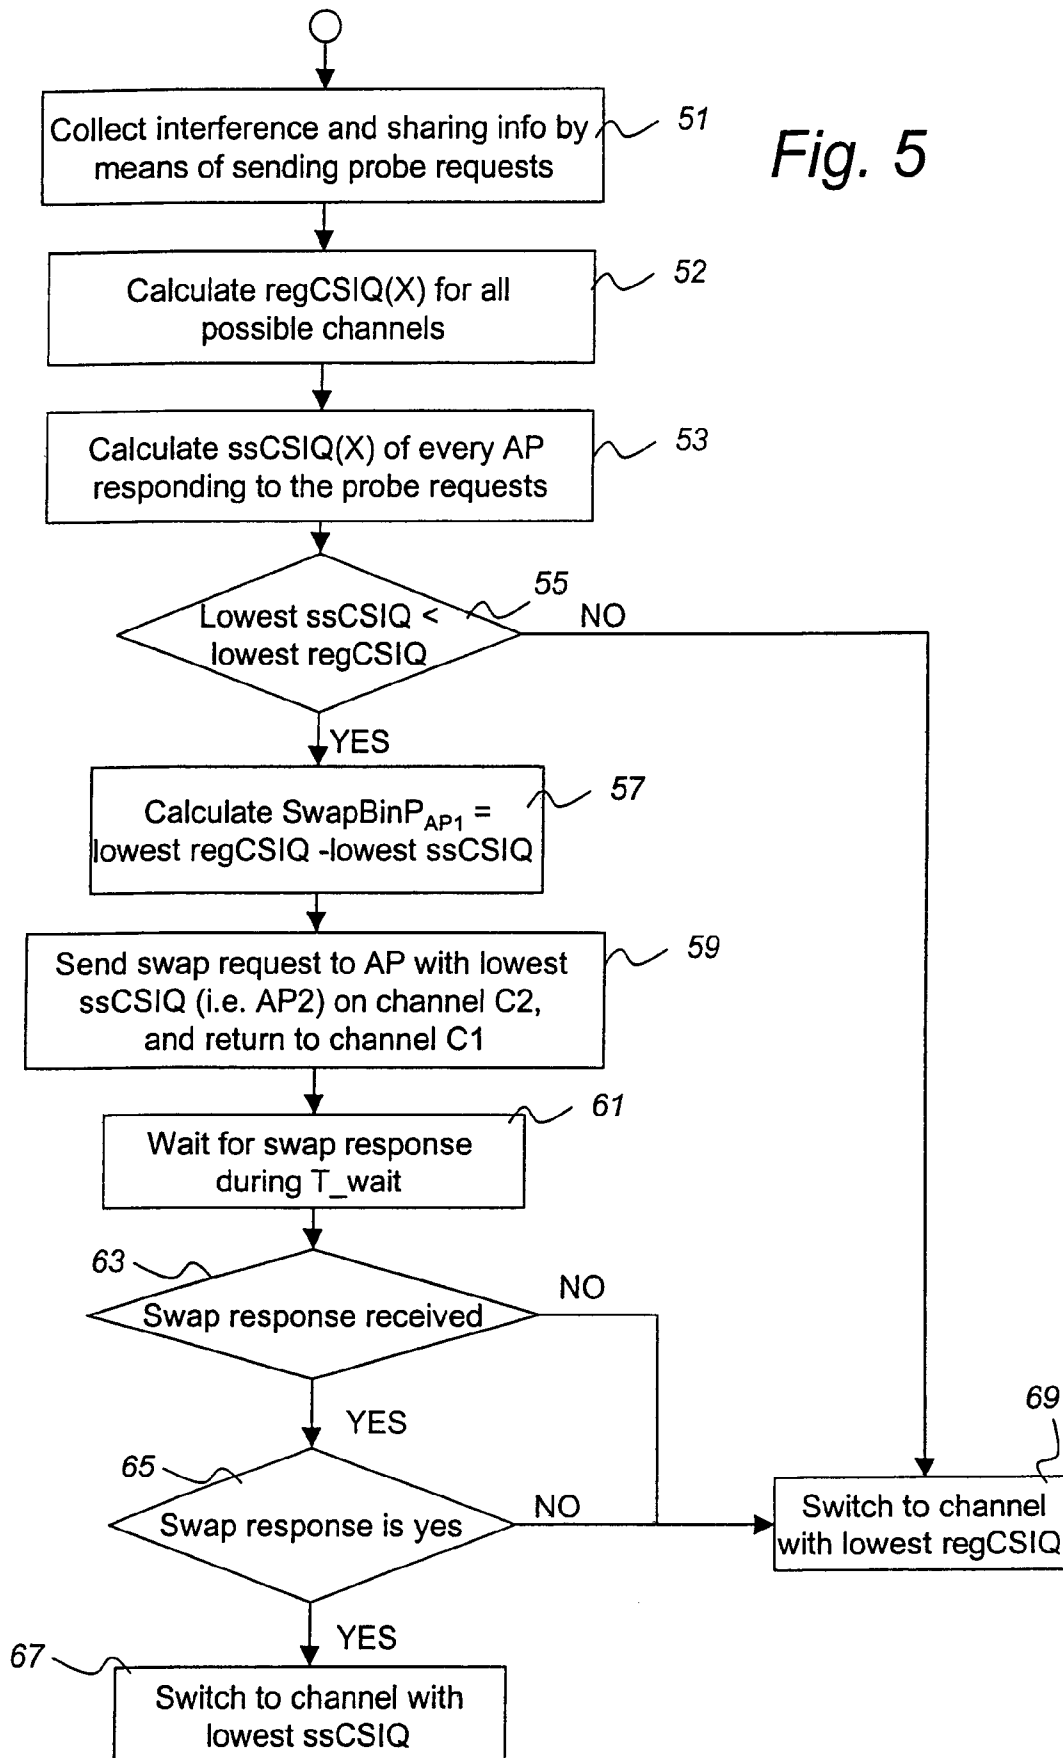 Fig. 5
Collect interference and sharing info by
means of sending probe requests
51
Calculate regCSIQ(X) for all
possible channels
52
Calculate ssCSIQ(X) of every AP
responding to the probe requests
53
Lowest ssCSIQ <
lowest regCSIQ
55
NO
YES
Calculate SwapBinP_AP1 =
lowest regCSIQ -lowest ssCSIQ
57
Send swap request to AP with lowest
ssCSIQ (i.e. AP2) on channel C2,
and return to channel C1
59
Wait for swap response
during T_wait
61
63
Swap response received
NO
YES
65
Swap response is yes
NO
69
Switch to channel
with lowest regCSIQ
YES
67
Switch to channel with
lowest ssCSIQ